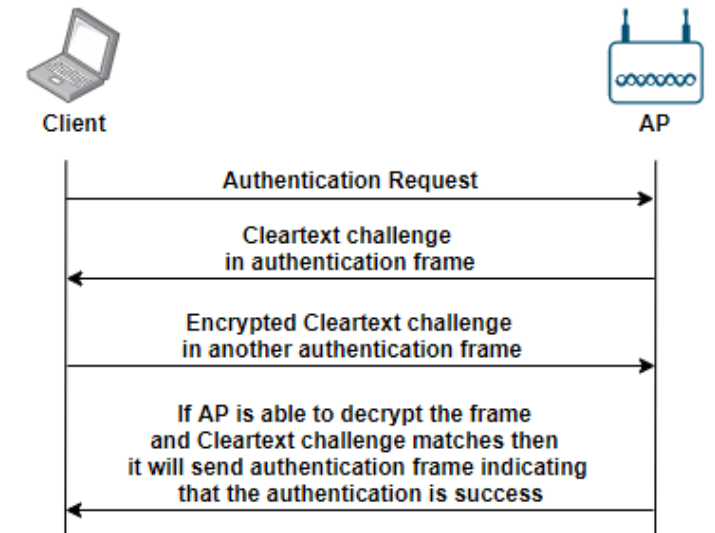 Client
AP
Authentication Request
Cleartext challenge
in authentication frame
Encrypted Cleartext challenge
in another authentication frame
If AP is able to decrypt the frame
and Cleartext challenge matches then
it will send authentication frame indicating
that the authentication is success